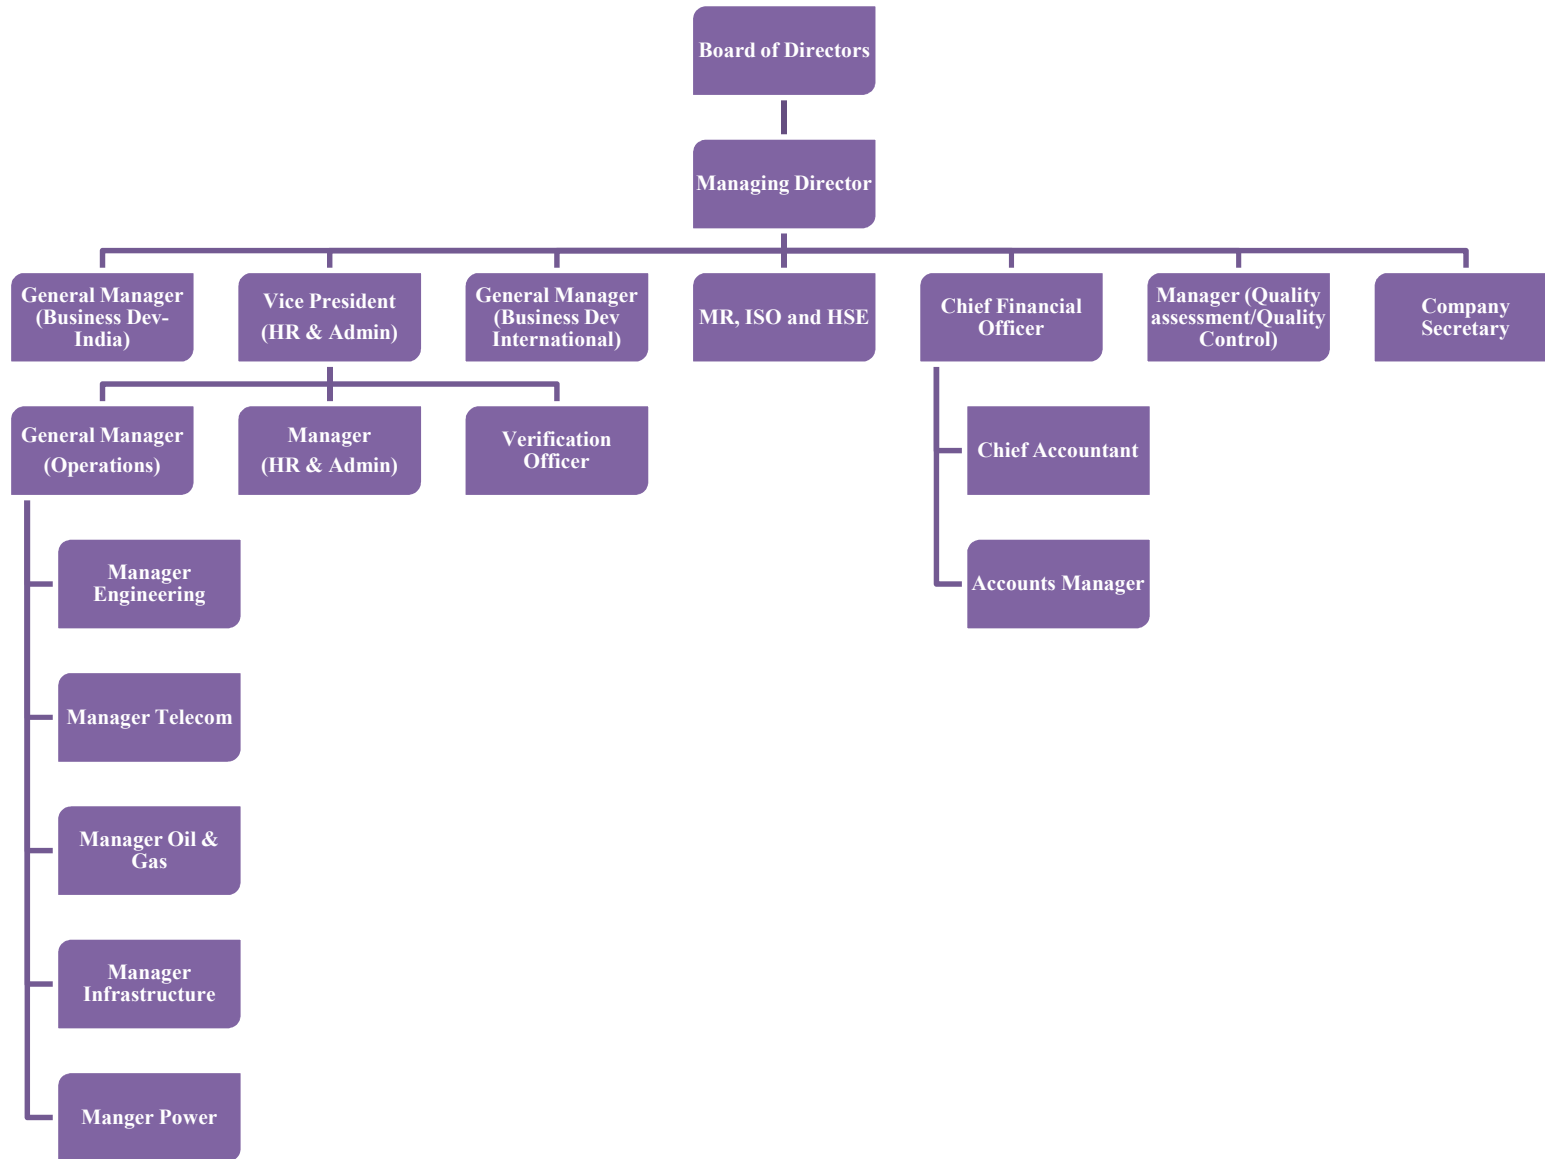 Board of Directors
Managing Director
General Manager
(Business Dev-
India)
Vice President
(HR & Admin)
General Manager
(Business Dev
International)
MR, ISO and HSE
Chief Financial
Officer
Manager (Quality
assessment/Quality
Control)
Company
Secretary
General Manager
(Operations)
Manager
(HR & Admin)
Verification
Officer
Chief Accountant
Manager
Engineering
Accounts Manager
Manager Telecom
Manager Oil &
Gas
Manager
Infrastructure
Manger Power